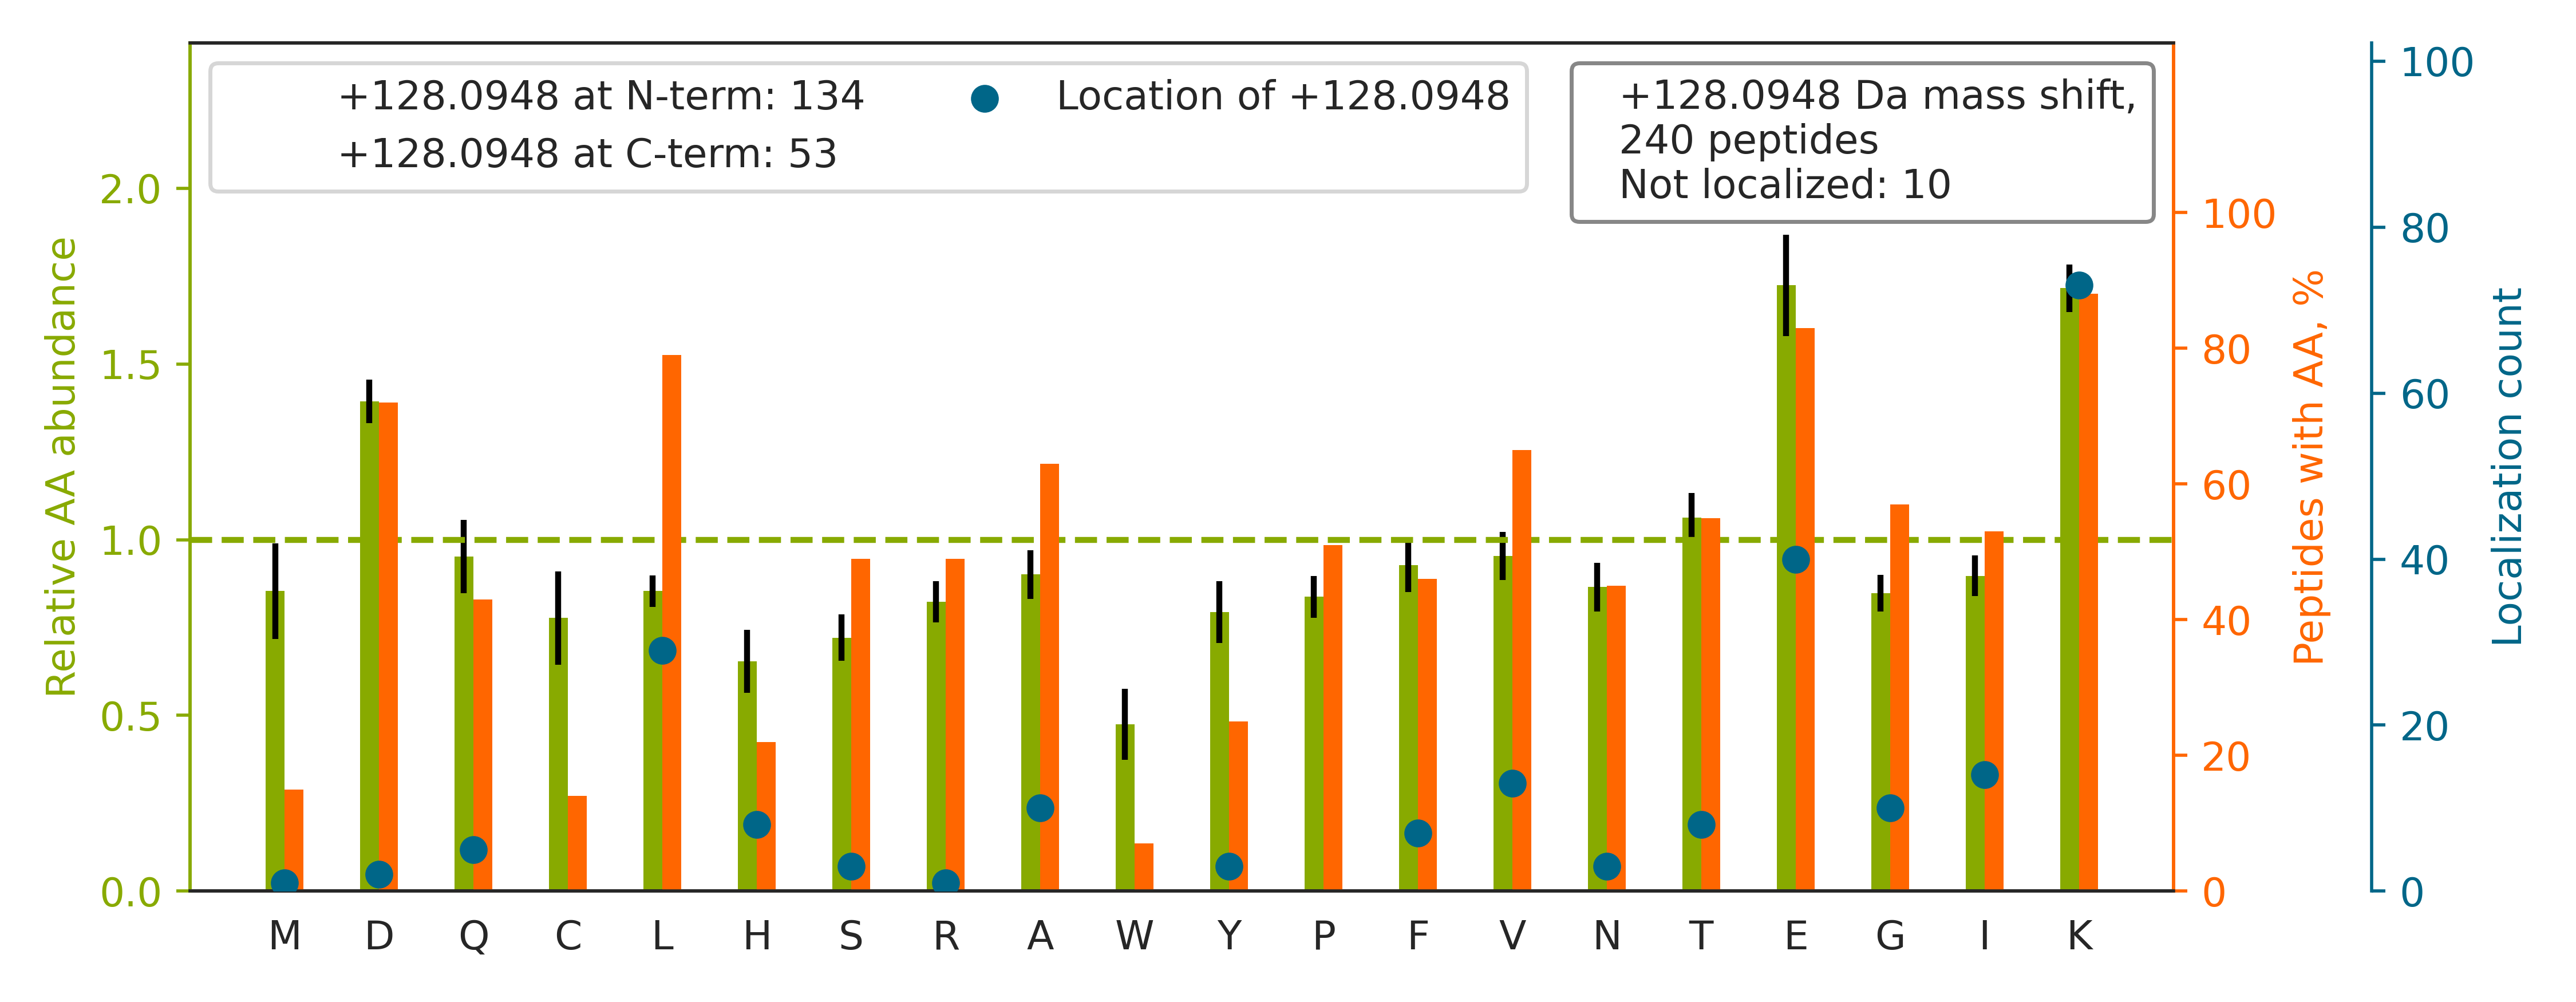 +128.0948 at N-term: 134
+128.0948 at C-term: 53
Location of +128.0948
+128.0948 Da mass shift,
240 peptides
Not localized: 10
Relative AA abundance
2.0
1.5
1.0
0.5
0.0
Peptides with AA, %
100
80
60
40
20
0
Localization count
100
80
60
40
20
0
M D Q C L H S R A W Y P F V N T E G I K